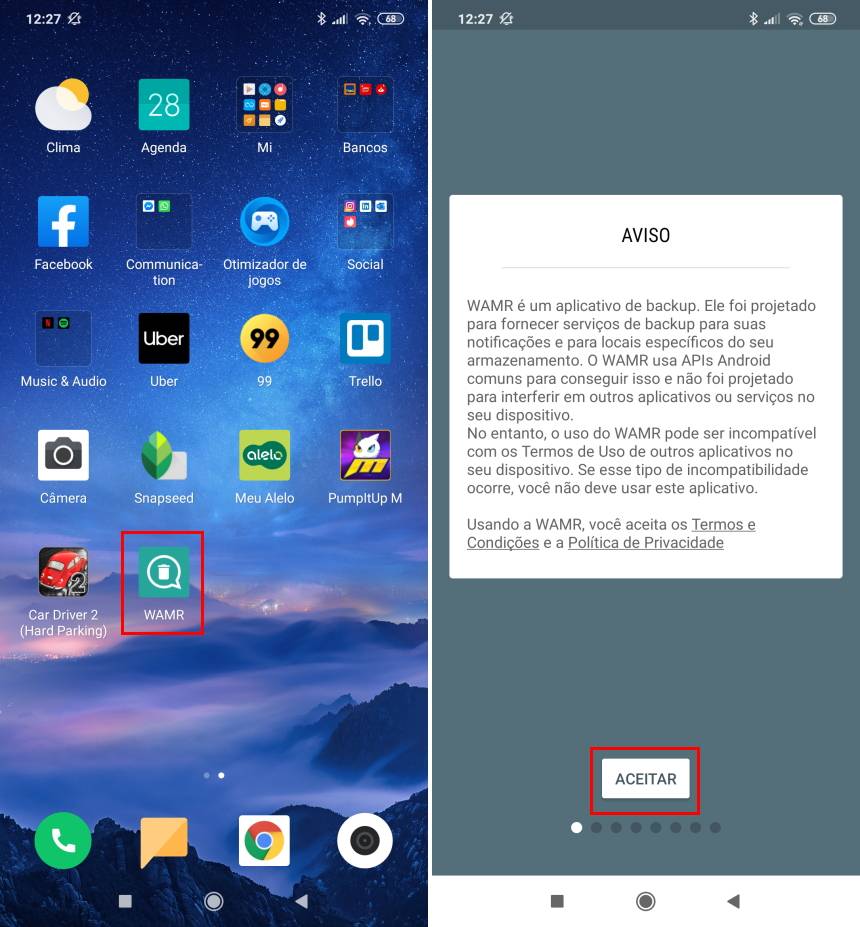 12:27
68
28
Clima
Agenda
Mi
Bancos
Facebook
Communica-
tion
Otimizador de
jogos
Social
Uber
99
Music & Audio
Uber
99
Trello
alelo
Câmera
Snapseed
Meu Alelo
PumpItUp M
2
Car Driver 2
(Hard Parking)
WAMR
12:27
68
AVISO
WAMR é um aplicativo de backup. Ele foi projetado
para fornecer serviços de backup para suas
notificações e para locais específicos do seu
armazenamento. O WAMR usa APIs Android
comuns para conseguir isso e não foi projetado
para interferir em outros aplicativos ou serviços no
seu dispositivo.
No entanto, o uso do WAMR pode ser incompatível
com os Termos de Uso de outros aplicativos no
seu dispositivo. Se esse tipo de incompatibilidade
ocorre, você não deve usar este aplicativo.
Usando a WAMR, você aceita os Termos e
Condições e a Política de Privacidade
ACEITAR